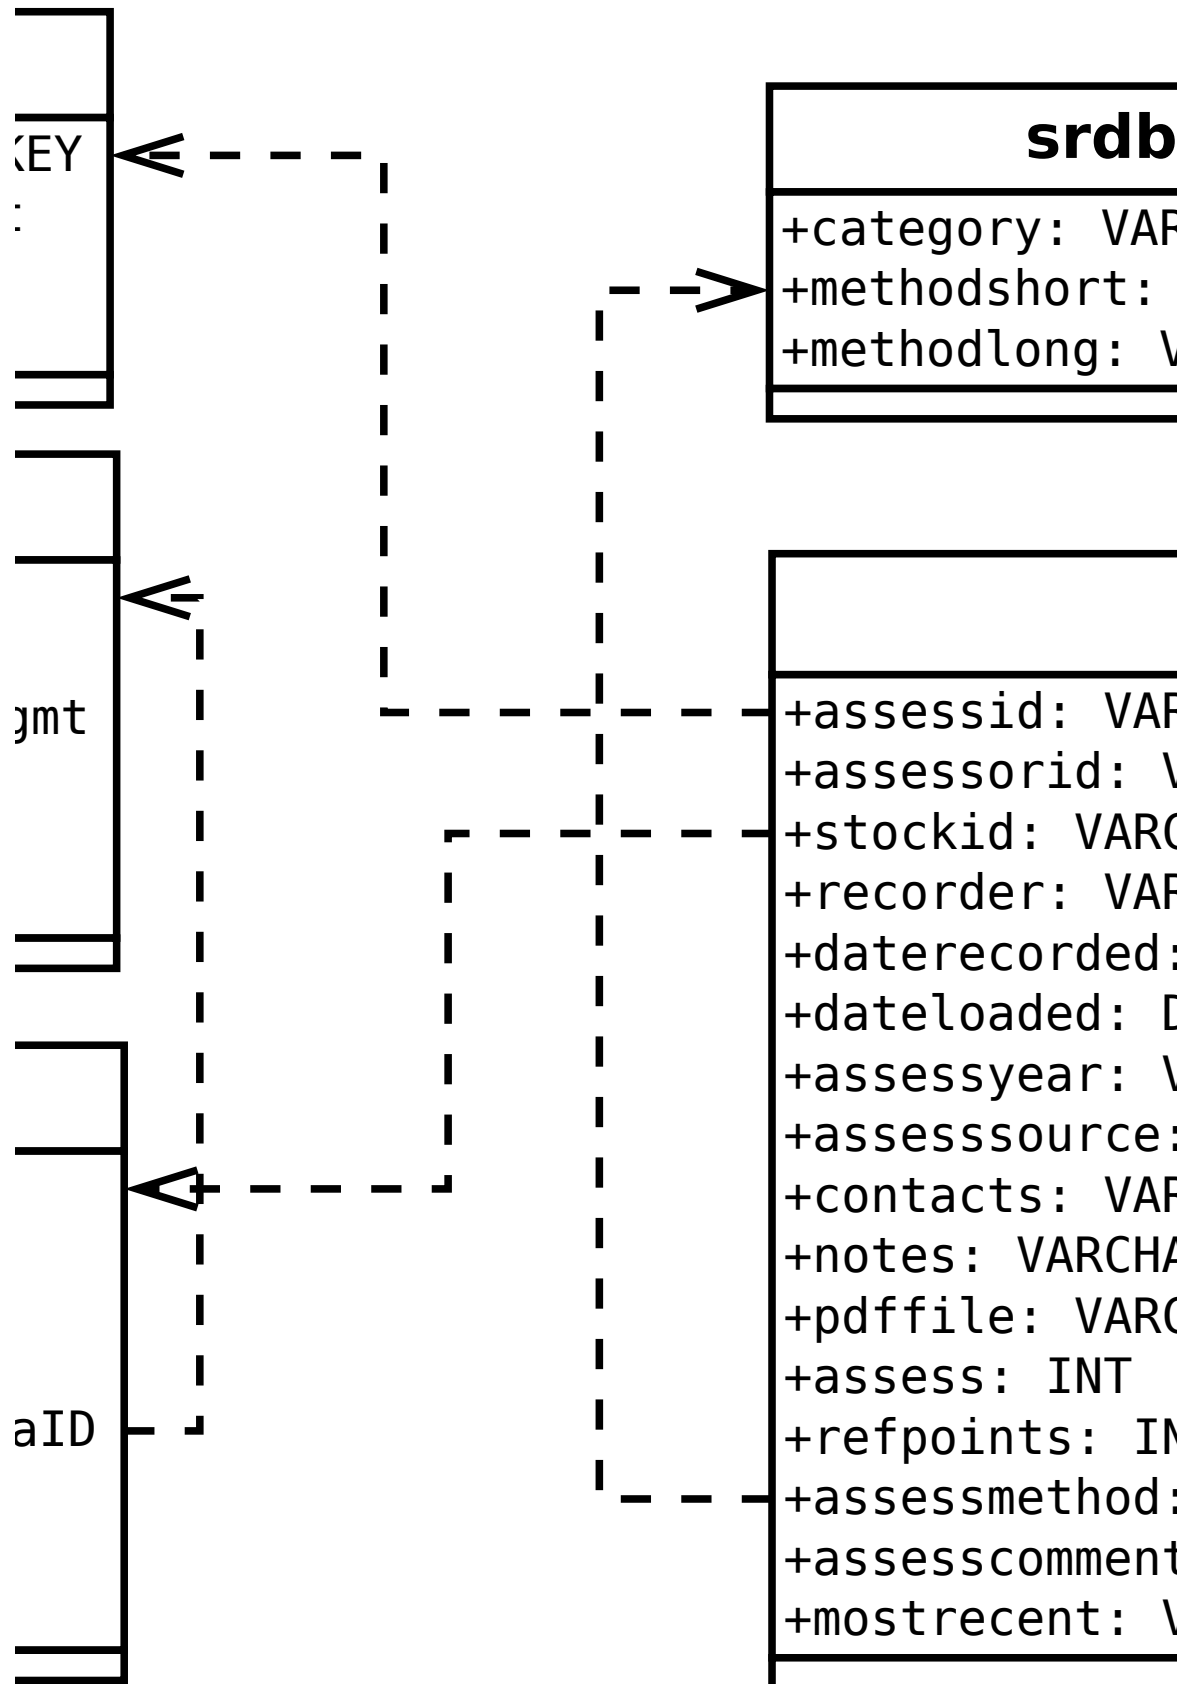 KEY
gmt
aID
srdb
+category: VAR
+methodshort:
+methodlong: V
+assessid: VAR
+assessorid: V
+stockid: VARC
+recorder: VAR
+daterecorded:
+dateloaded: D
+assessyear: V
+assesssource:
+contacts: VAR
+notes: VARCHA
+pdffile: VARC
+assess: INT
+refpoints: IN
+assessmethod:
+assesscomment
+mostrecent: V